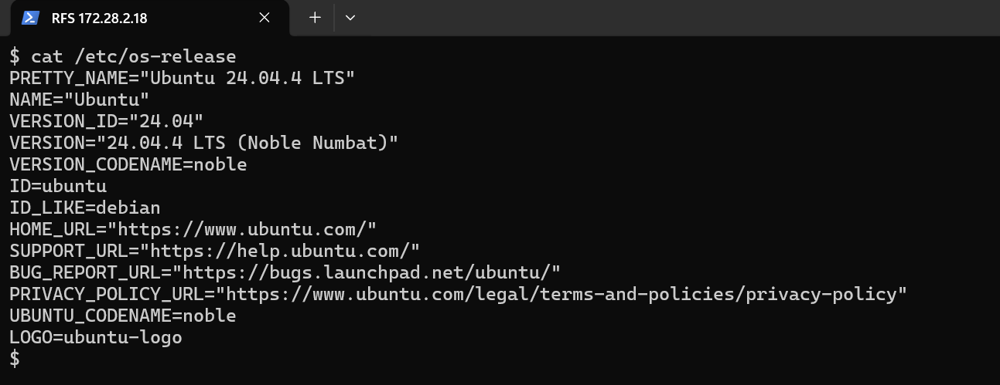 RFS 172.28.2.18
$ cat /etc/os-release
PRETTY_NAME="Ubuntu 24.04.4 LTS"
NAME="Ubuntu"
VERSION_ID="24.04"
VERSION="24.04.4 LTS (Noble Numbat)"
VERSION_CODENAME=noble
ID=ubuntu
ID_LIKE=debian
HOME_URL="https://www.ubuntu.com/"
SUPPORT_URL="https://help.ubuntu.com/"
BUG_REPORT_URL="https://bugs.launchpad.net/ubuntu/"
PRIVACY_POLICY_URL="https://www.ubuntu.com/legal/terms-and-policies/privacy-policy"
UBUNTU_CODENAME=noble
LOGO=ubuntu-logo
$